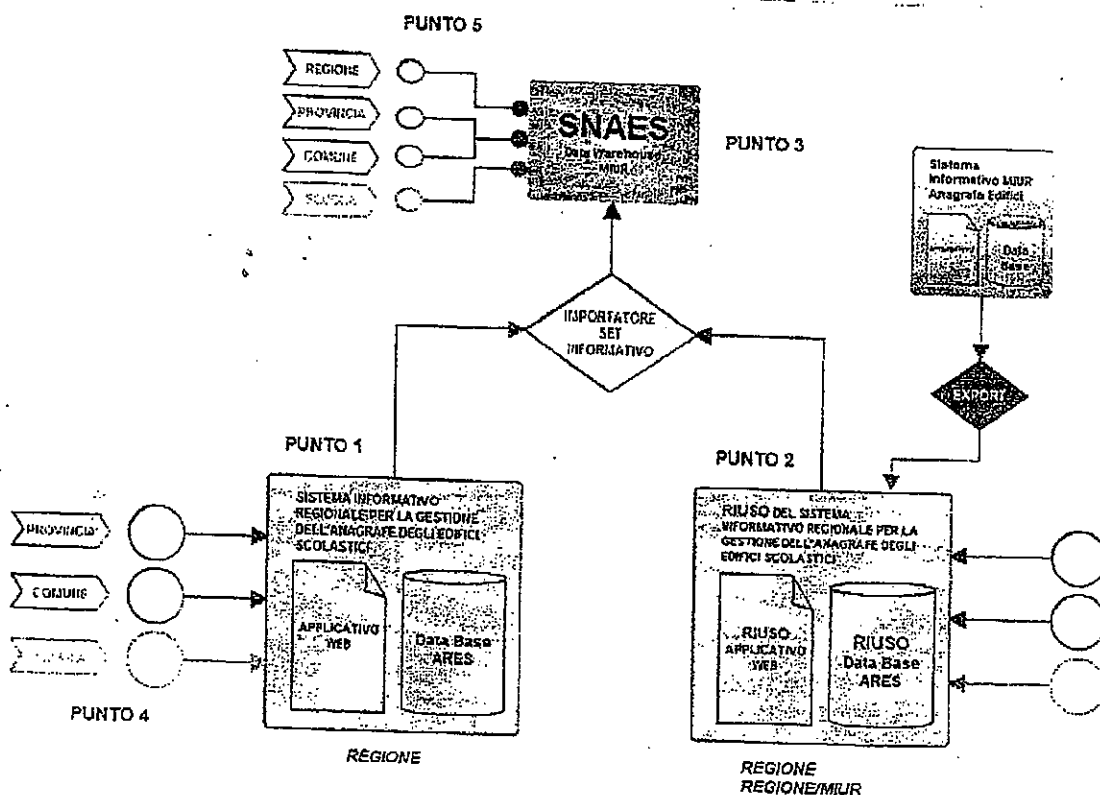 PUNTO 5
REGIONE
PROVINCIA
COMUNE
SCUOLA
SNAES
Data Warehouse
MIUR
PUNTO 3
Sistema
Informativo MIUR
Anagrafe Edifici
Data
Base
IMPORTATORE
SET
INFORMATIVO
EXPORT
PUNTO 1
SISTEMA INFORMATIVO
REGIONALE PER LA GESTIONE
DELL'ANAGRAFE DEGLI EDIFICI
SCOLASTICI
APPLICATIVO
WEB
Data Base
ARES
REGIONE
PUNTO 2
RIUSO DEL SISTEMA
INFORMATIVO REGIONALE PER LA
GESTIONE DELL'ANAGRAFE DEGLI
EDIFICI SCOLASTICI
RIUSO
APPLICATIVO
WEB
RIUSO
Data Base
ARES
REGIONE
REGIONE/MIUR
PROVINCIA
COMUNE
PUNTO 4